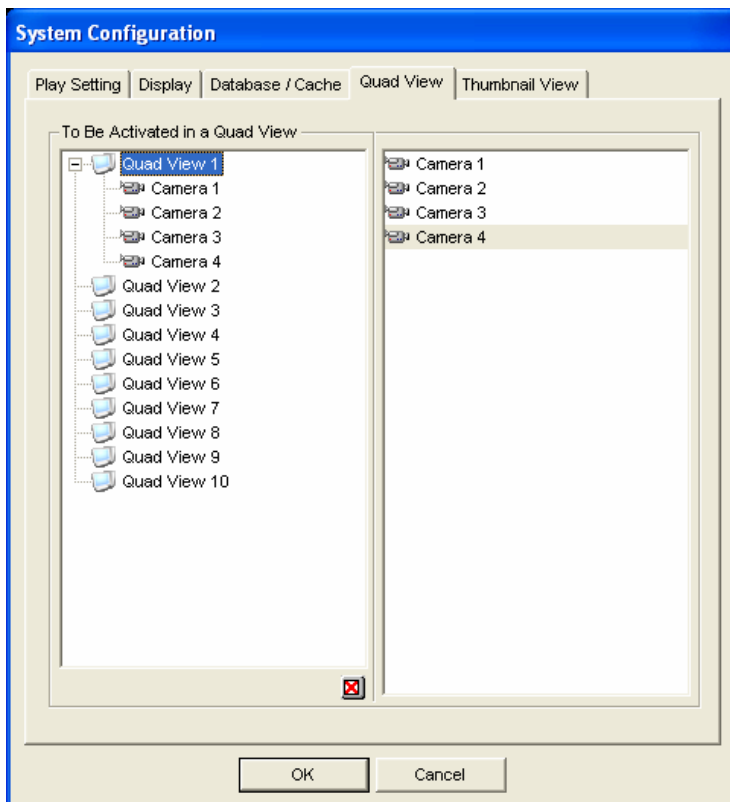 System Configuration
Play Setting
Display
Database / Cache
Quad View
Thumbnail View
To Be Activated in a Quad View
Quad View 1
Camera 1
Camera 2
Camera 3
Camera 4
Quad View 2
Quad View 3
Quad View 4
Quad View 5
Quad View 6
Quad View 7
Quad View 8
Quad View 9
Quad View 10
Camera 1
Camera 2
Camera 3
Camera 4
OK
Cancel